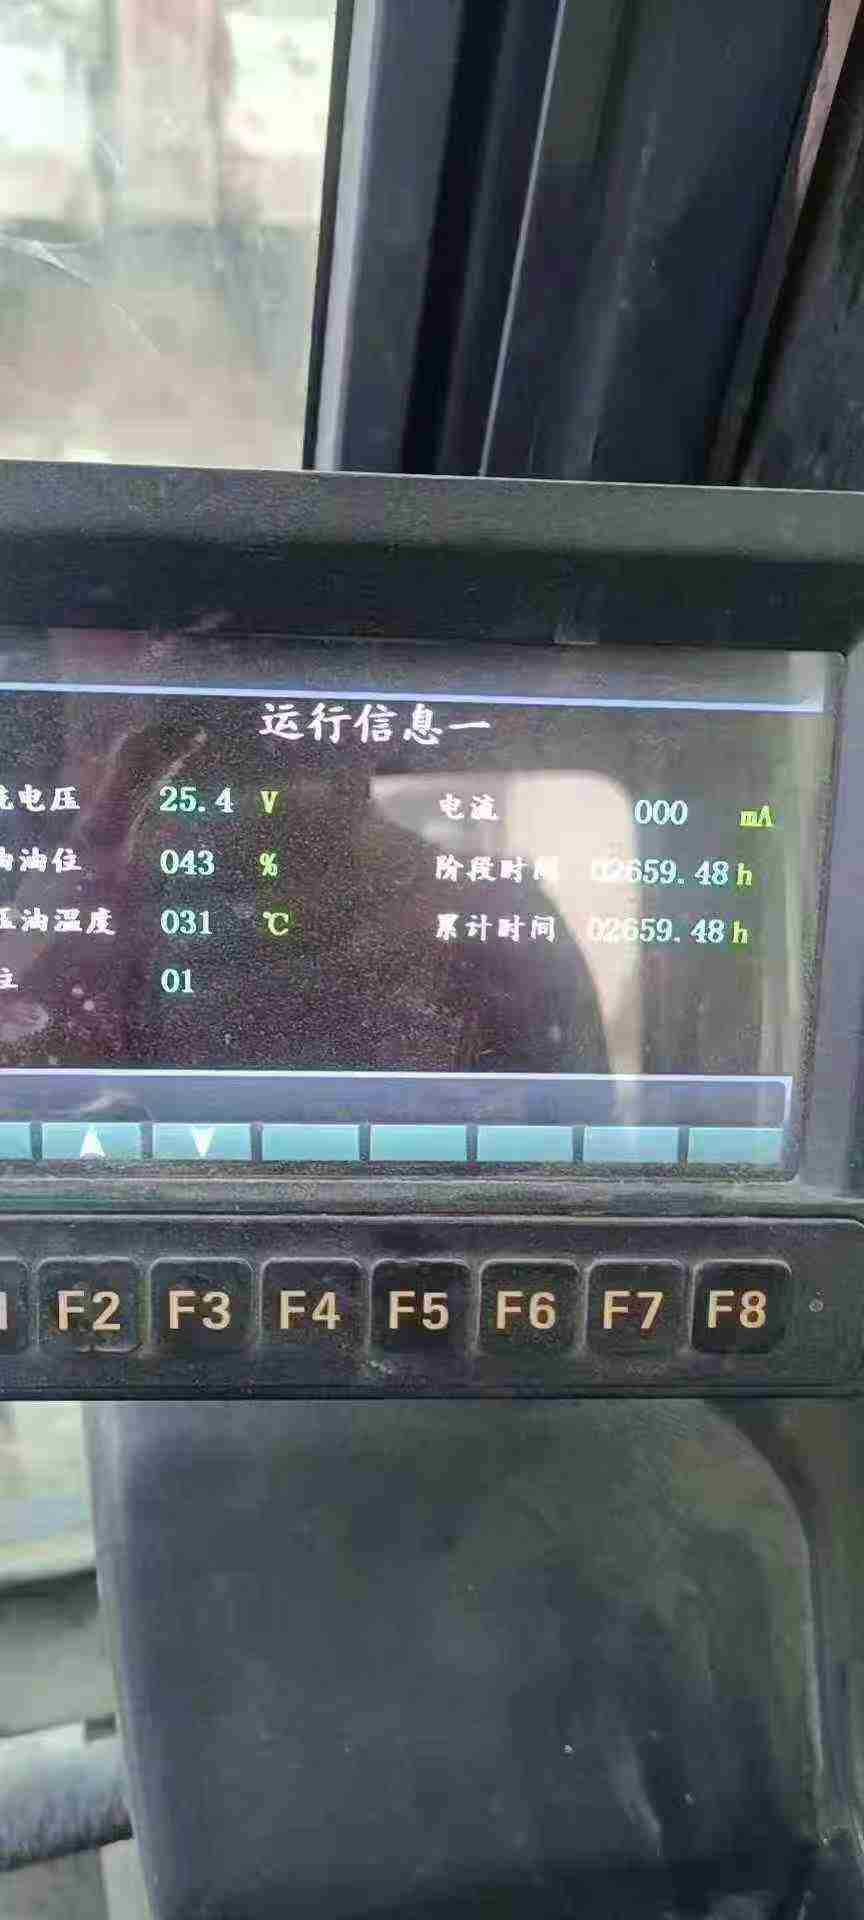 运行信息一
电压 25.4 V 电流 000 mA
油位 043 % 阶段时间 02659.48 h
油温度 031 ℃ 累计时间 02659.48 h
01
F2 F3 F4 F5 F6 F7 F8